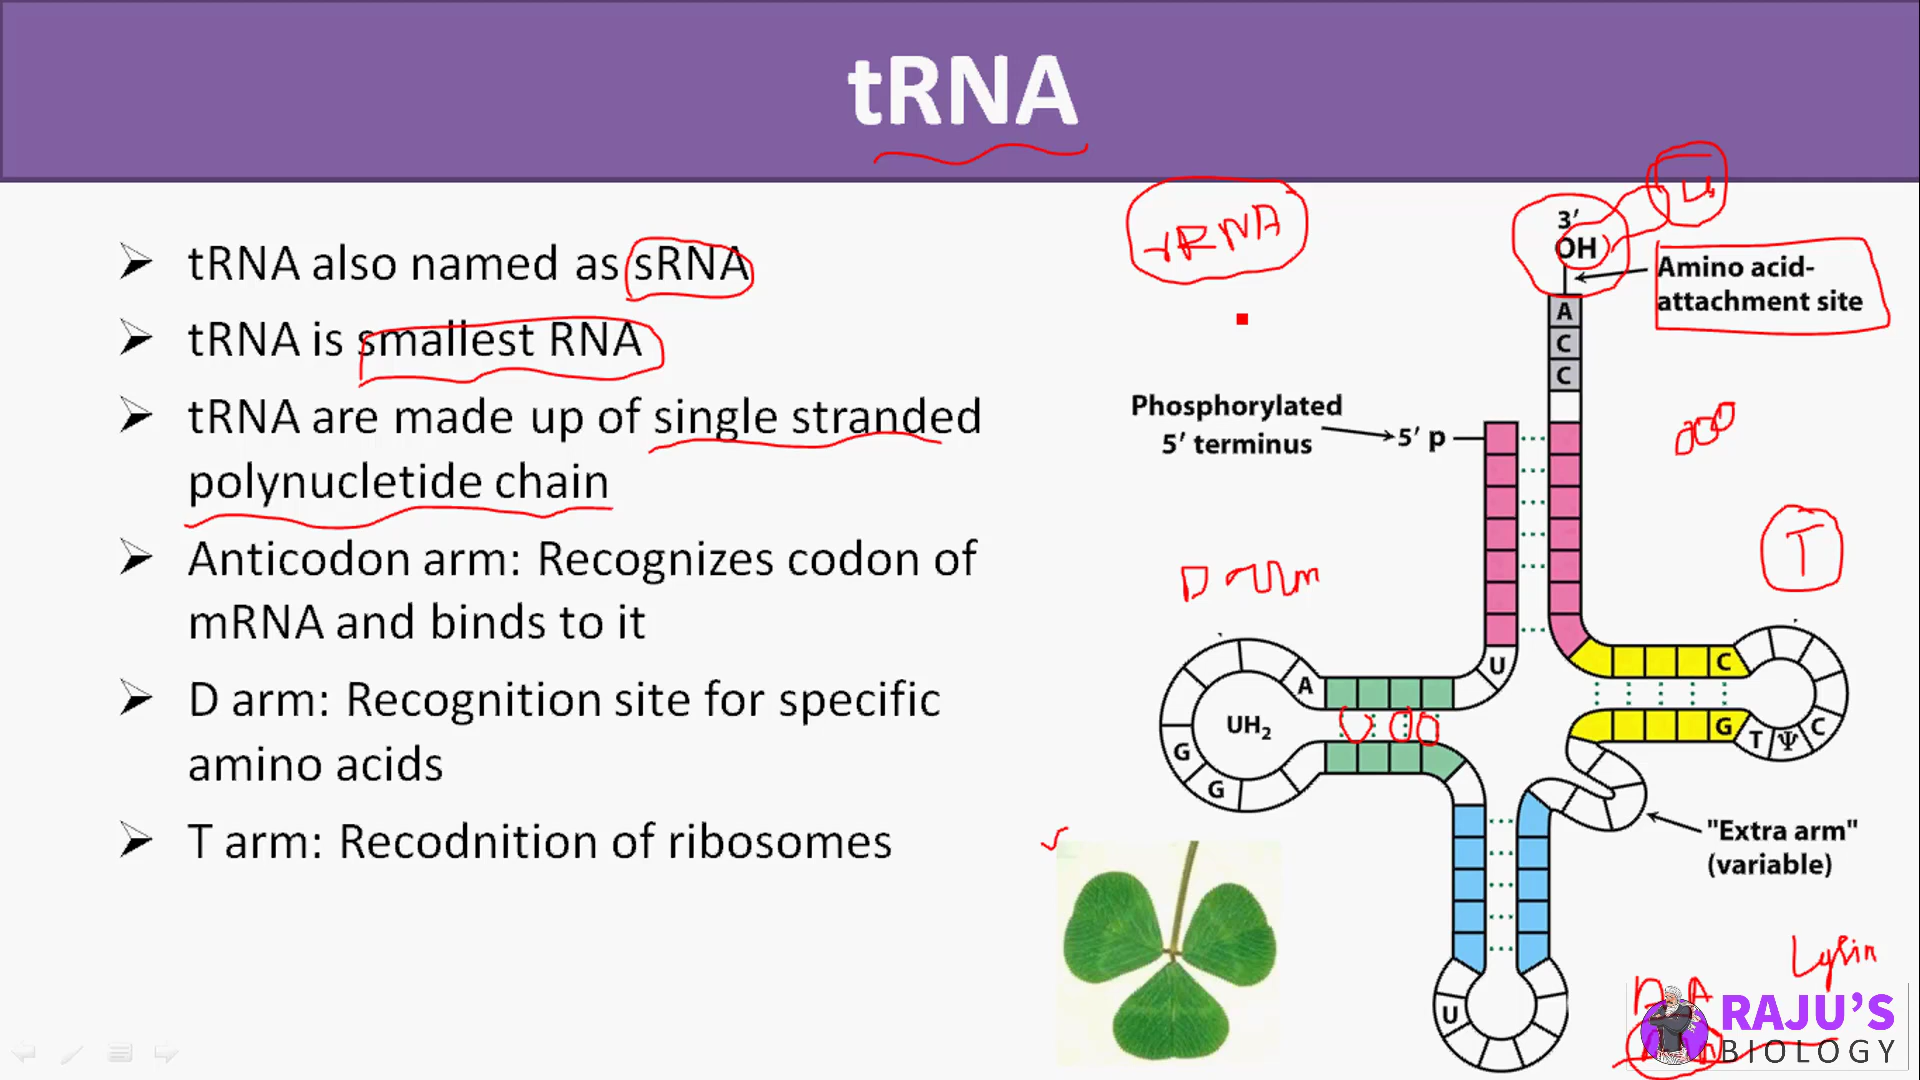 tRNA
tRNA also named as sRNA
tRNA is smallest RNA
tRNA are made up of single stranded
polynucletide chain
Anticodon arm: Recognizes codon of
mRNA and binds to it
D arm: Recognition site for specific
amino acids
T arm: Recodnition of ribosomes
rRNA
3′
OH
Amino acid-
attachment site
A
C
C
Phosphorylated
5′ terminus
5′ p
D arm
T
U
A
UH₂
G
G
C
G
T
Ψ
C
"Extra arm"
(variable)
U
Lysin
RAJU'S
BIOLOGY